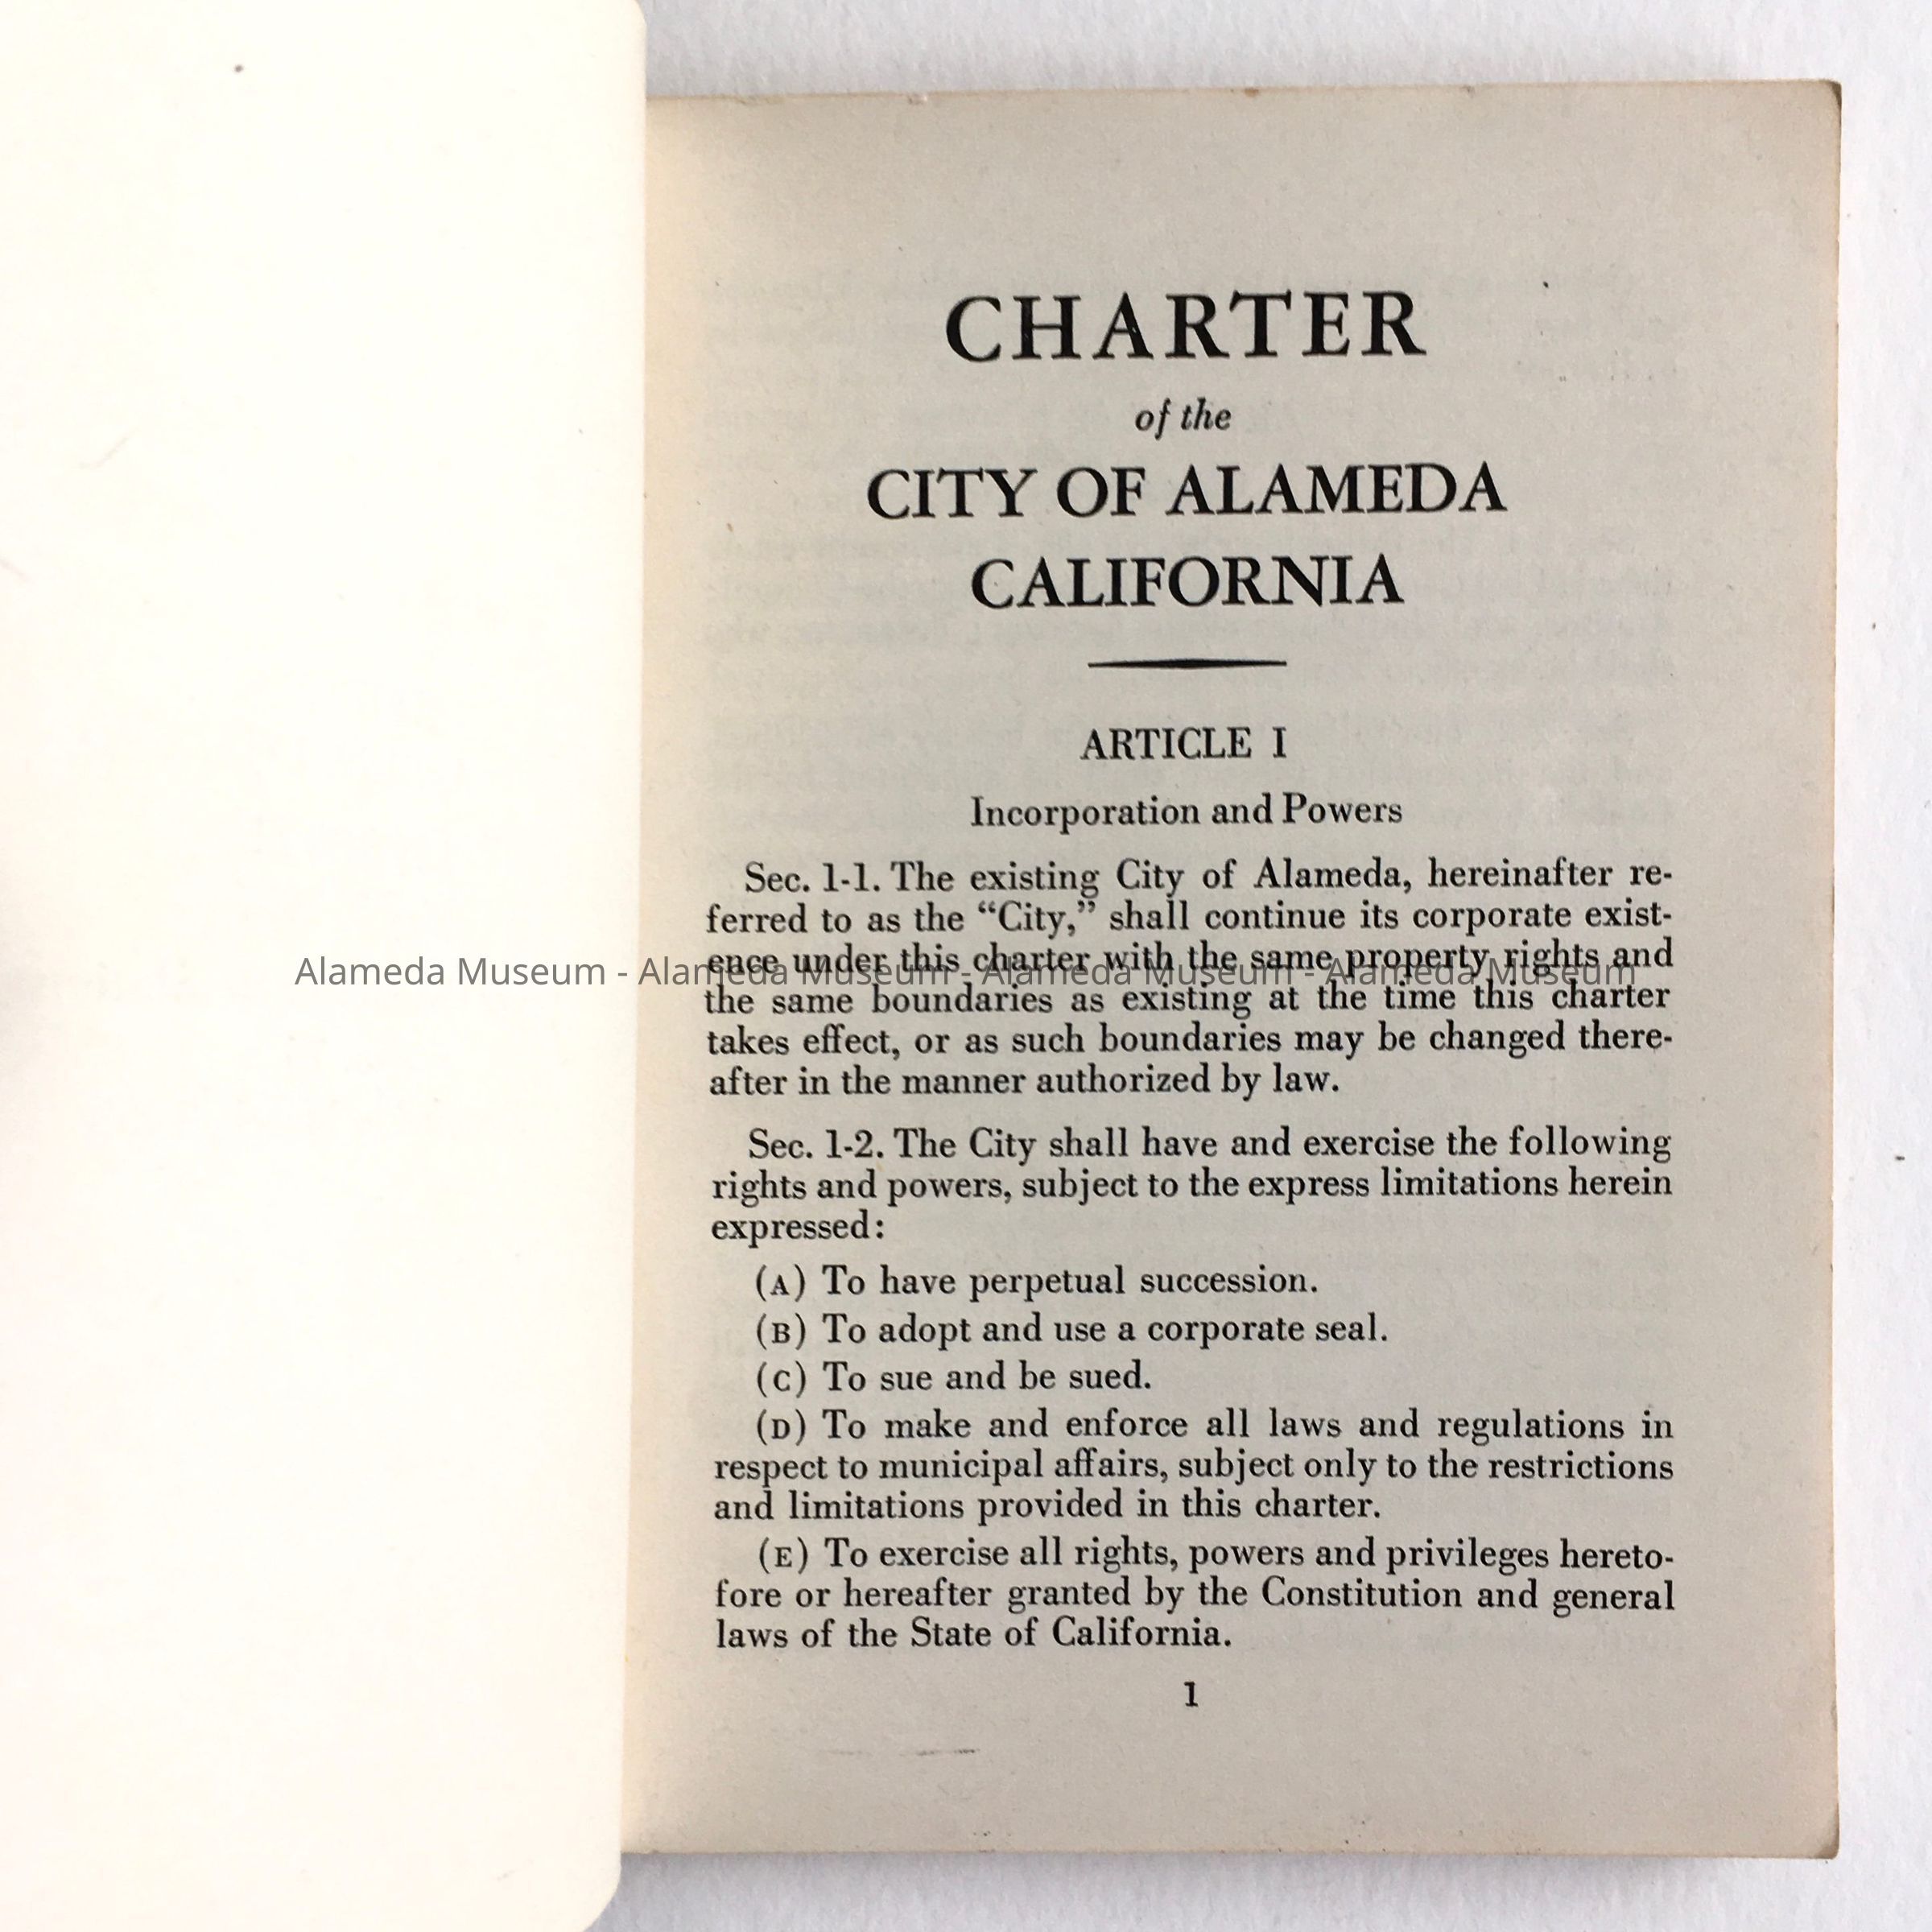 CHARTER
of the
CITY OF ALAMEDA
CALIFORNIA
ARTICLE I
Incorporation and Powers
Sec. 1-1. The existing City of Alameda, hereinafter re-
ferred to as the “City,” shall continue its corporate exist-
ence under this charter with the same property rights and
Alameda Museum - Alameda Museum - Alameda Museum - Alameda Museum
the same boundaries as existing at the time this charter
takes effect, or as such boundaries may be changed there-
after in the manner authorized by law.
Sec. 1-2. The City shall have and exercise the following
rights and powers, subject to the express limitations herein
expressed:
(A) To have perpetual succession.
(B) To adopt and use a corporate seal.
(C) To sue and be sued.
(D) To make and enforce all laws and regulations in
respect to municipal affairs, subject only to the restrictions
and limitations provided in this charter.
(E) To exercise all rights, powers and privileges hereto-
fore or hereafter granted by the Constitution and general
laws of the State of California.
1